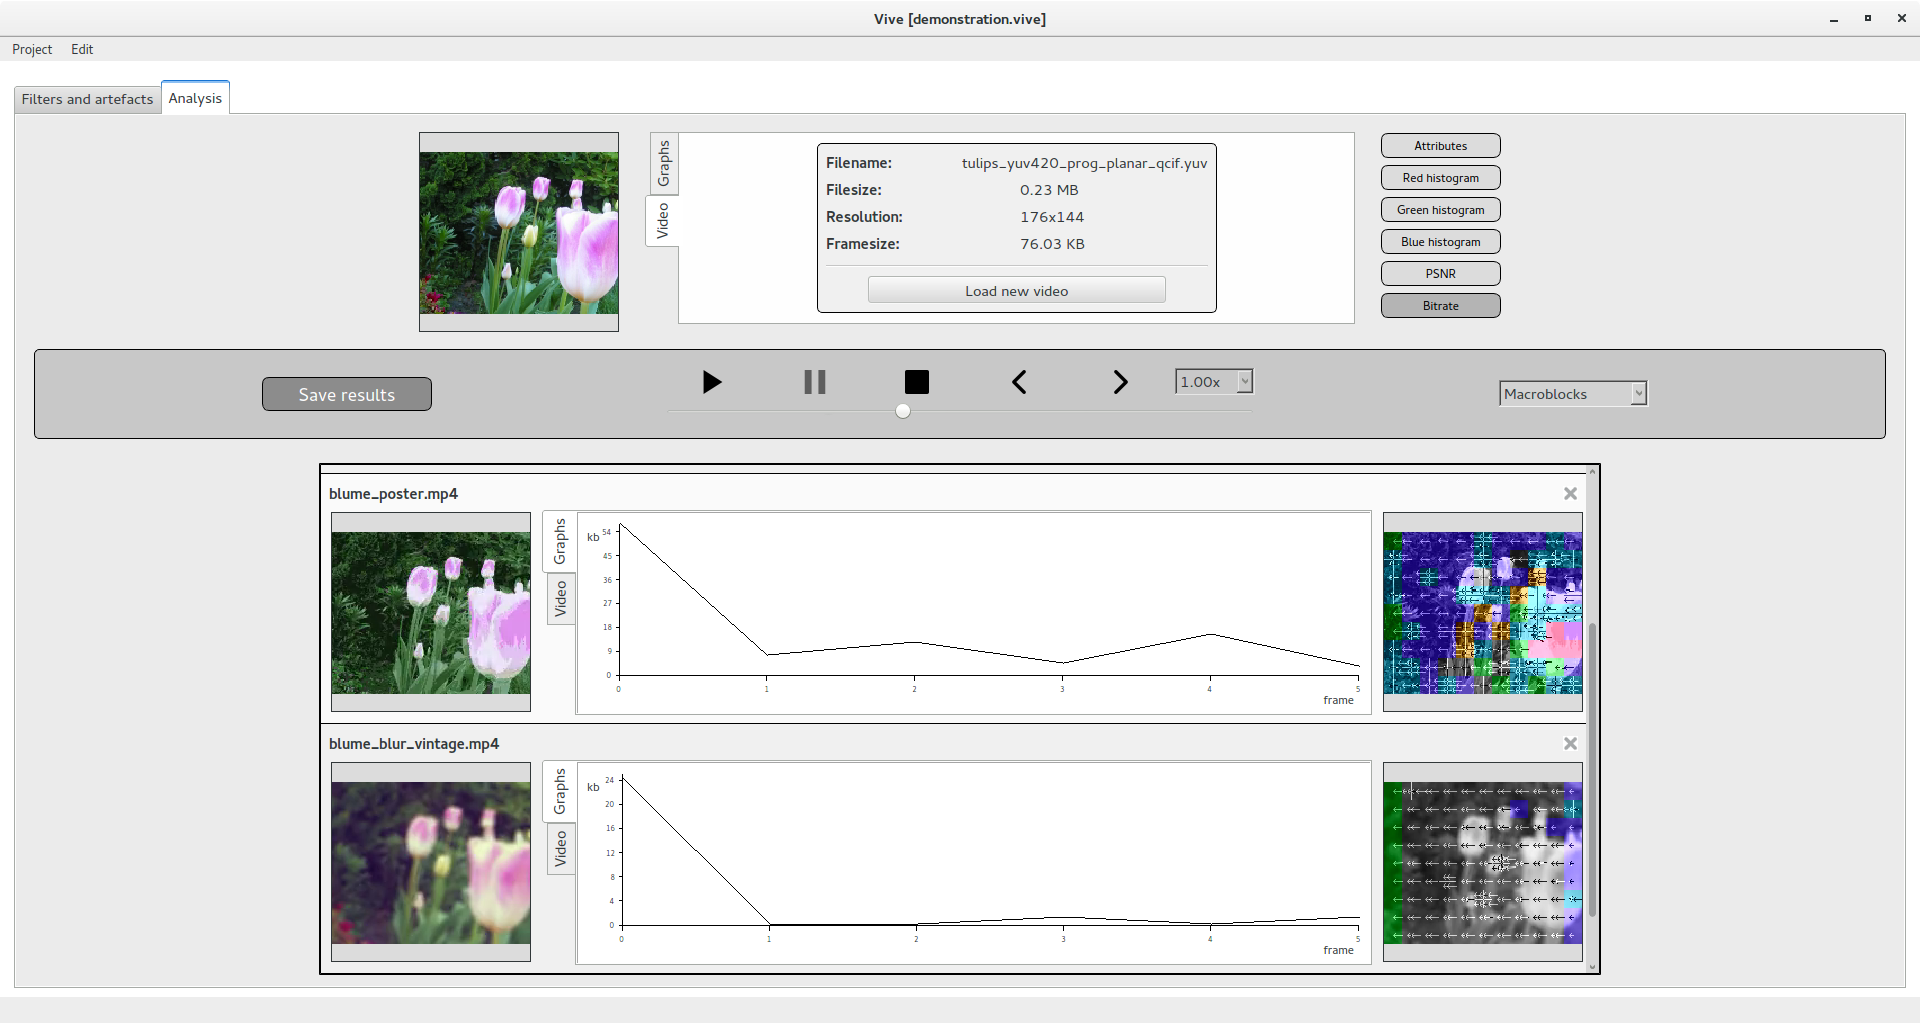 Vive [demonstration.vive]
Project Edit
Filters and artefacts Analysis
Graphs
Video
Filename: tulips_yuv420_prog_planar_qcif.yuv
Filesize: 0.23 MB
Resolution: 176x144
Framesize: 76.03 KB
Load new video
Attributes
Red histogram
Green histogram
Blue histogram
PSNR
Bitrate
Save results
1.00x
Macroblocks
blume_poster.mp4
Graphs
Video
kb
54
45
36
27
18
9
0
0 1 2 3 4 5
frame
blume_blur_vintage.mp4
Graphs
Video
kb
24
20
16
12
8
4
0
0 1 2 3 4 5
frame